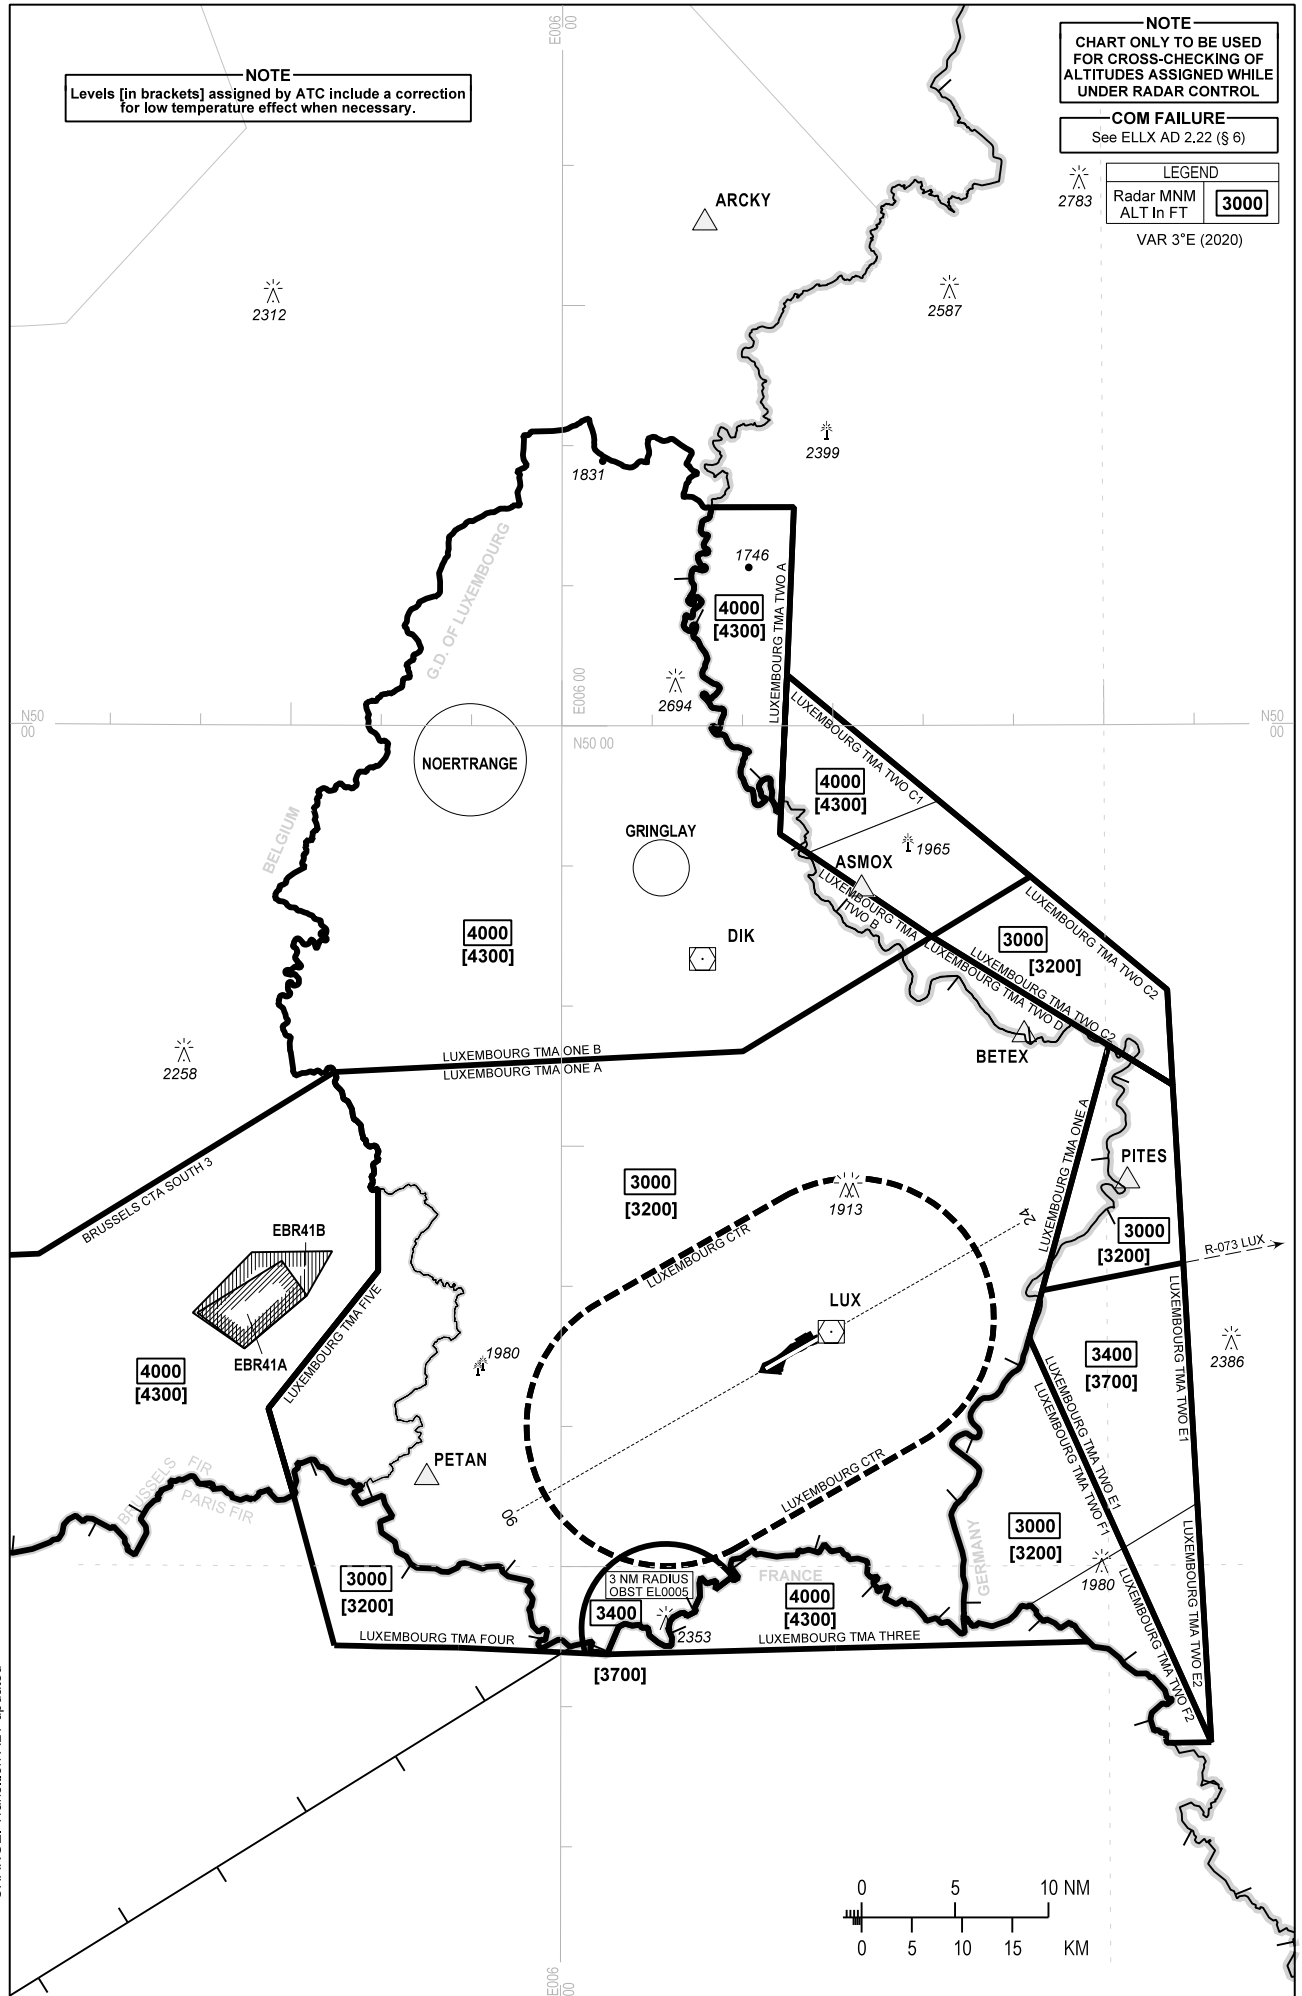 E006
00
NOTE
Levels [in brackets] assigned by ATC include a correction
for low temperature effect when necessary.
NOTE
CHART ONLY TO BE USED
FOR CROSS-CHECKING OF
ALTITUDES ASSIGNED WHILE
UNDER RADAR CONTROL
COM FAILURE
See ELLX AD 2.22 (§ 6)
LEGEND
Radar MNM
ALT In FT
3000
VAR 3°E (2020)
2783
ARCKY
2312
2587
2399
1831
G.D. OF LUXEMBOURG
1746
4000
[4300]
LUXEMBOURG TMA TWO A
E006 00
2694
N50
00
N50 00
N50
00
NOERTRANGE
LUXEMBOURG TMA TWO C1
4000
[4300]
BELGIUM
GRINGLAY
1965
ASMOX
LUXEMBOURG TMA
TWO B
4000
[4300]
DIK
3000
[3200]
LUXEMBOURG TMA TWO C2
LUXEMBOURG TMA TWO C2
LUXEMBOURG TMA TWO D
BETEX
LUXEMBOURG TMA ONE B
LUXEMBOURG TMA ONE A
2258
LUXEMBOURG TMA ONE A
BRUSSELS CTA SOUTH 3
PITES
3000
[3200]
1913
24
3000
[3200]
R-073 LUX
EBR41B
LUXEMBOURG CTR
LUX
LUXEMBOURG TMA FIVE
EBR41A
1980
4000
[4300]
3400
[3700]
2386
LUXEMBOURG TMA TWO E1
LUXEMBOURG TMA TWO E1
LUXEMBOURG TMA TWO F1
PETAN
LUXEMBOURG CTR
BRUSSELS FIR
PARIS FIR
06
GERMANY
3000
[3200]
1980
LUXEMBOURG TMA TWO E2
LUXEMBOURG TMA TWO F2
3000
[3200]
3 NM RADIUS
OBST EL0005
FRANCE
3400
2353
4000
[4300]
LUXEMBOURG TMA FOUR
LUXEMBOURG TMA THREE
[3700]
0 5 10 NM
0 5 10 15 KM
E006
00